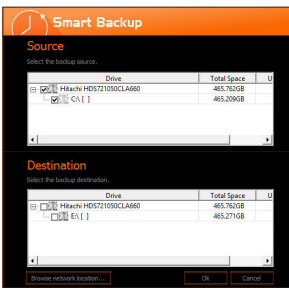 Smart Backup
Source
Select the backup source.
Drive Total Space U
Hitachi HDS721050CLA660 465.762GB
C:\ [ ] 465.209GB
Destination
Select the backup destination.
Drive Total Space U
Hitachi HDS721050CLA660 465.762GB
E:\ [ ] 465.271GB
Browse network location... Ok Cancel